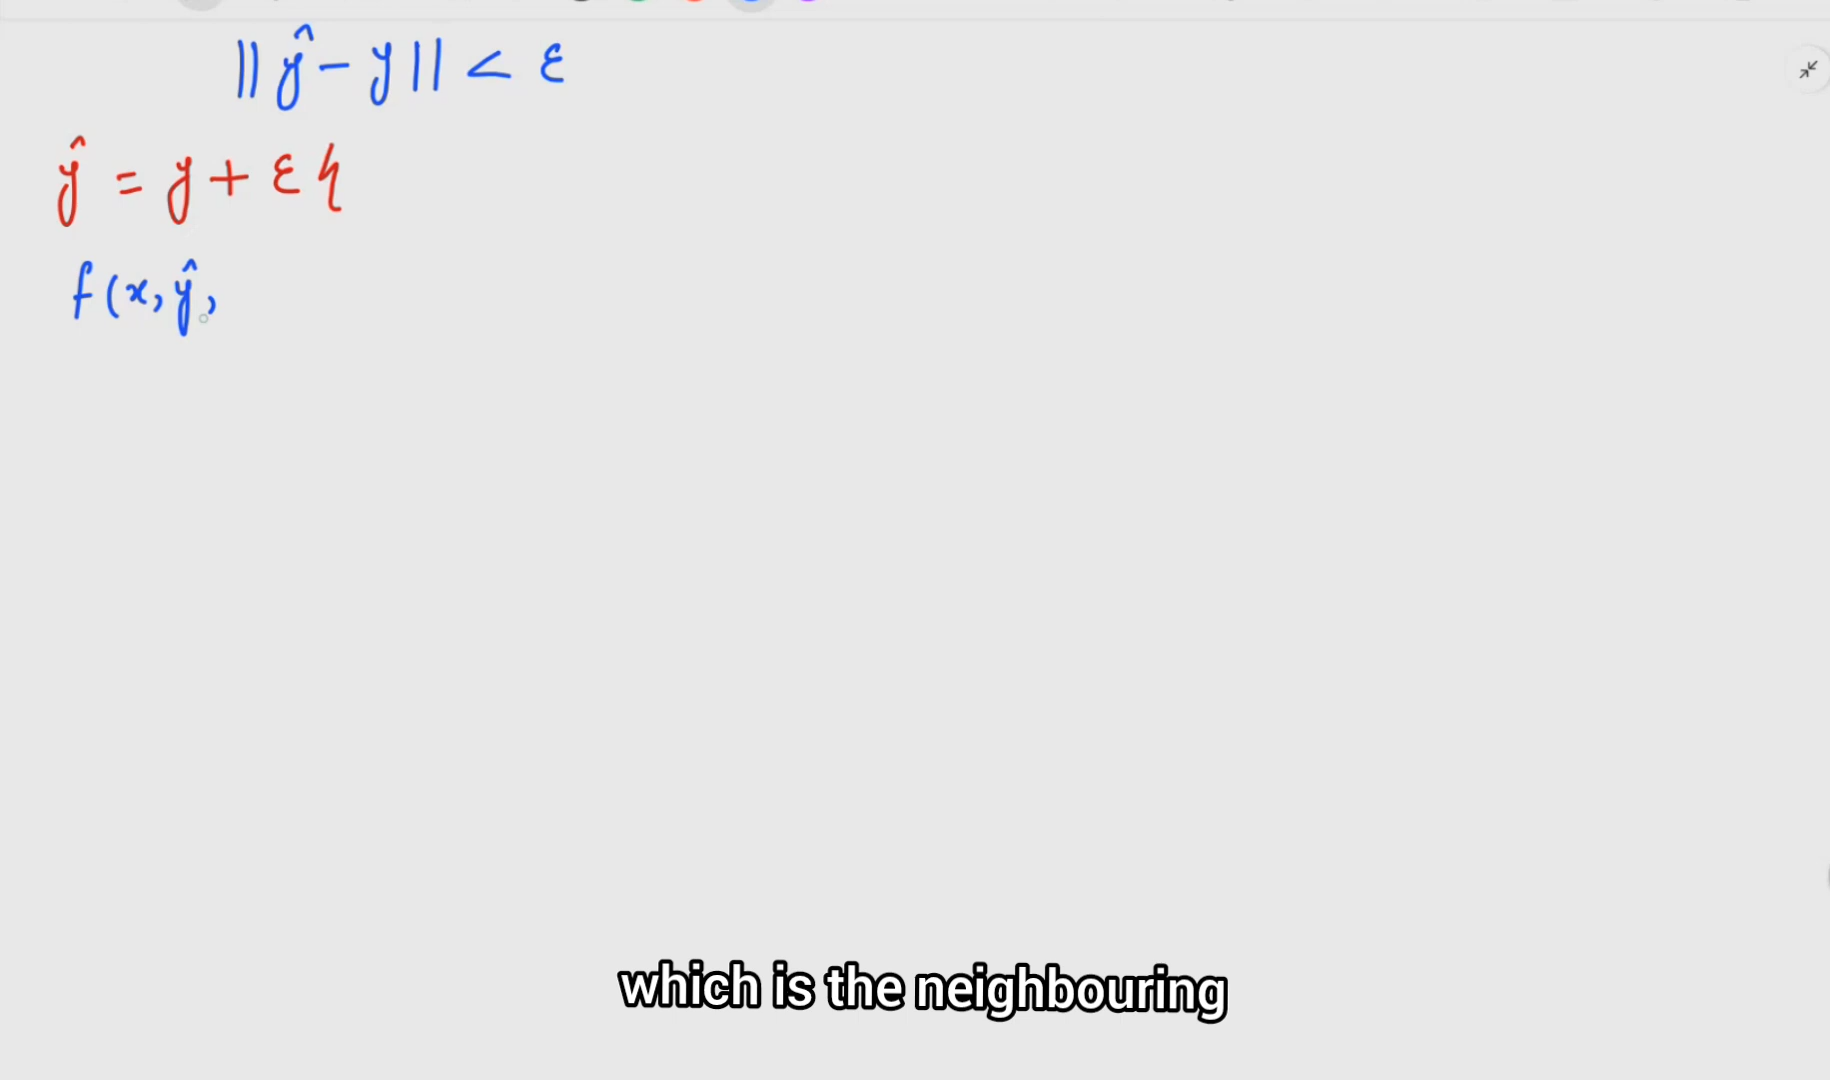 ||ŷ - y|| < ε
ŷ = y + εη
f(x, ŷ,
which is the neighbouring